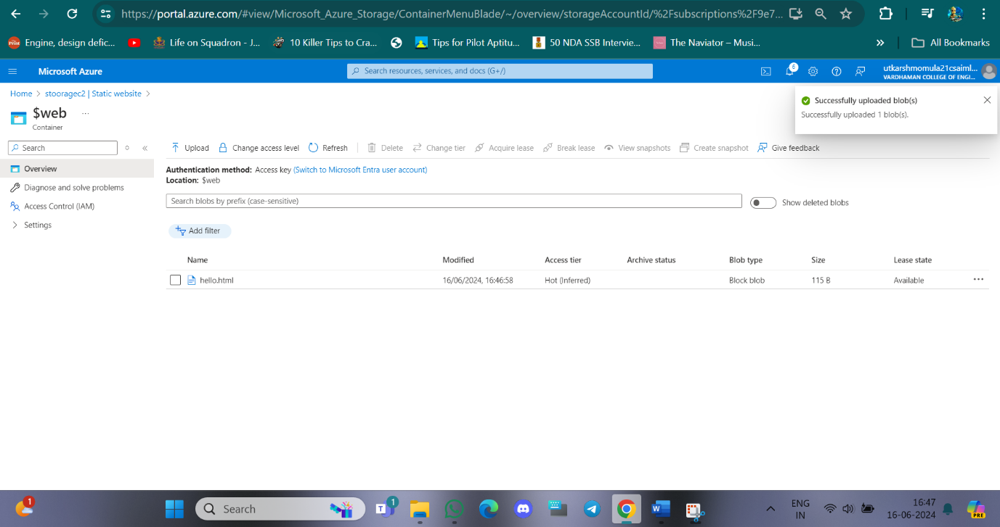 https://portal.azure.com/#view/Microsoft_Azure_Storage/ContainerMenuBlade/~/overview/storageAccountId/%2Fsubscriptions%2F9e7...
Engine, design defic... Life on Squadron - J... 10 Killer Tips to Cra... Tips for Pilot Aptitu... 50 NDA SSB Intervie... The Naviator – Musi... » All Bookmarks
Microsoft Azure
Search resources, services, and docs (G+/)
6
utkarshmomula21csaiml...
VARDHAMAN COLLEGE OF ENGI...
Home > stooragec2 | Static website >
Successfully uploaded blob(s)
Successfully uploaded 1 blob(s).
$web ...
Container
Search
Upload Change access level Refresh Delete Change tier Acquire lease Break lease View snapshots Create snapshot Give feedback
Overview
Diagnose and solve problems
Access Control (IAM)
Settings
Authentication method: Access key (Switch to Microsoft Entra user account)
Location: $web
Search blobs by prefix (case-sensitive)
Show deleted blobs
Add filter
Name Modified Access tier Archive status Blob type Size Lease state
hello.html 16/06/2024, 16:46:58 Hot (Inferred) Block blob 115 B Available ...
1
Search
1
ENG
IN
16:47
16-06-2024
PRE